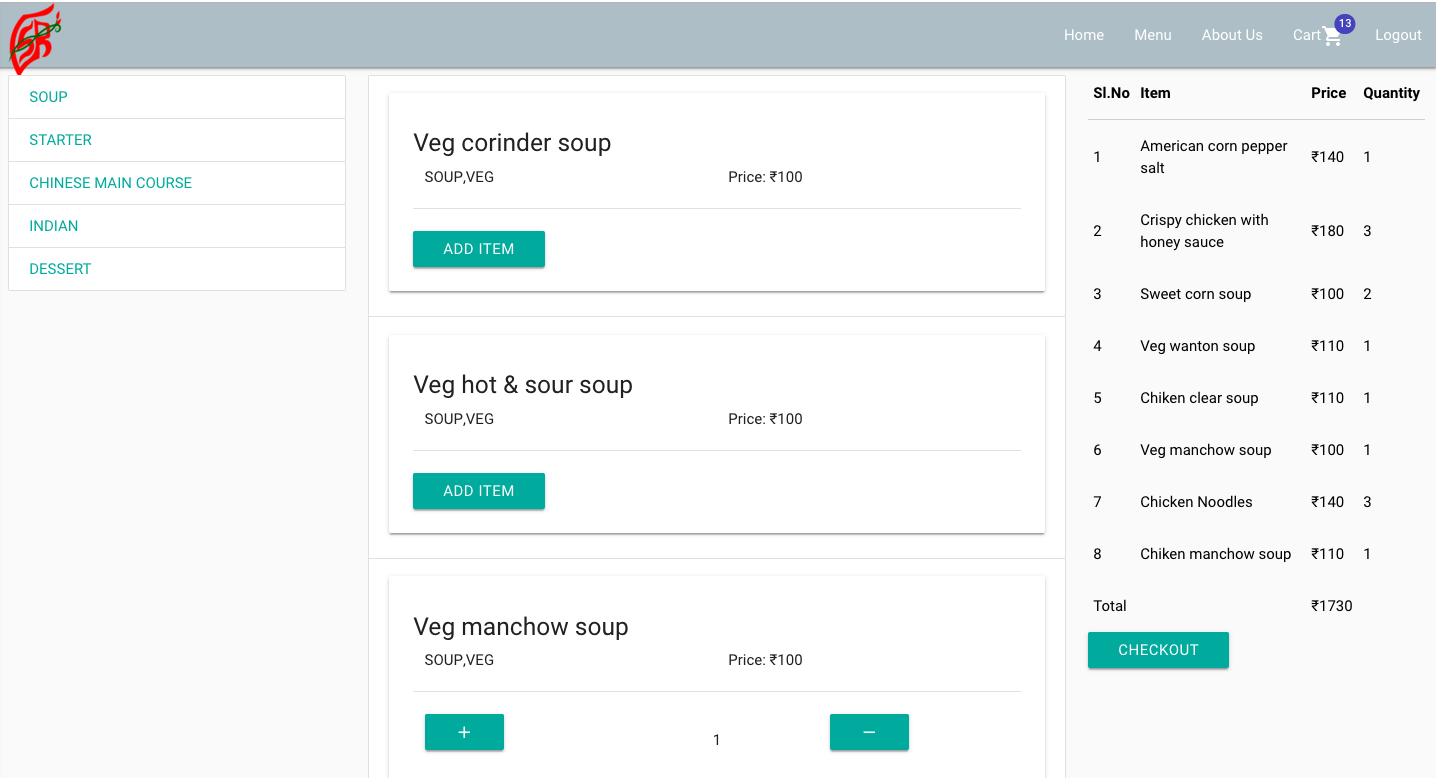 Home Menu About Us Cart 13 Logout
SOUP
STARTER
CHINESE MAIN COURSE
INDIAN
DESSERT
Veg corinder soup
SOUP,VEG Price: ₹100
ADD ITEM
Veg hot & sour soup
SOUP,VEG Price: ₹100
ADD ITEM
Veg manchow soup
SOUP,VEG Price: ₹100
+ 1 −
Sl.No Item Price Quantity
1 American corn pepper salt ₹140 1
2 Crispy chicken with honey sauce ₹180 3
3 Sweet corn soup ₹100 2
4 Veg wanton soup ₹110 1
5 Chiken clear soup ₹110 1
6 Veg manchow soup ₹100 1
7 Chicken Noodles ₹140 3
8 Chiken manchow soup ₹110 1
Total ₹1730
CHECKOUT